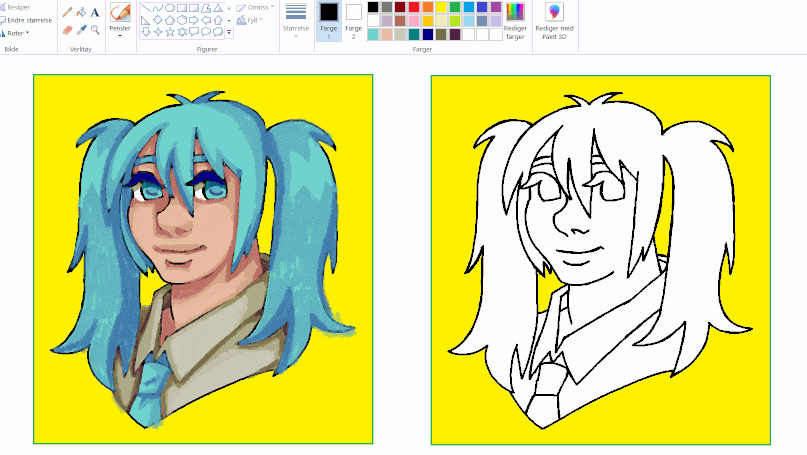 Beskjær
Endre størrelse
Roter
Bilde
A
Verktøy
Pensler
Figurer
Omriss
Fyll
Størrelse
Farge
1
Farge
2
Farger
Rediger
farger
Rediger med
Paint 3D